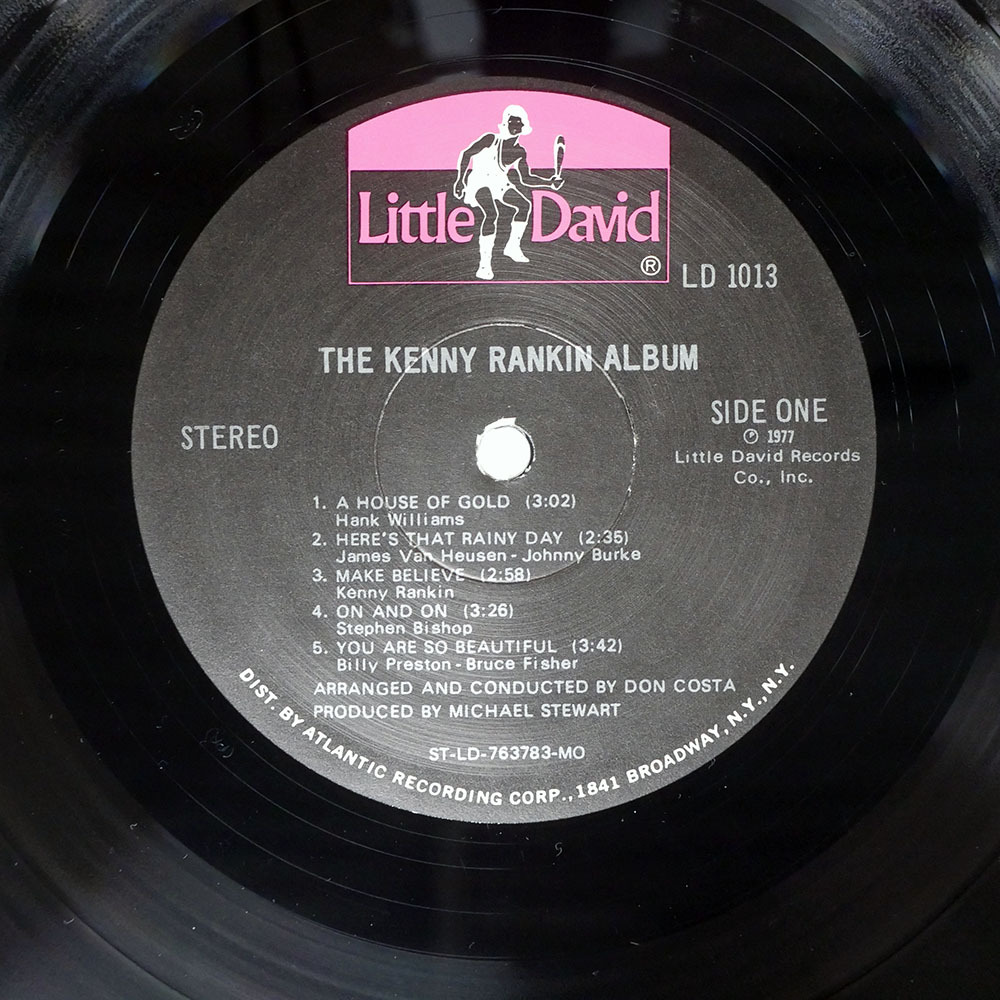 Little David ®
LD 1013
THE KENNY RANKIN ALBUM
STEREO
SIDE ONE
℗ 1977
Little David Records
Co., Inc.
1. A HOUSE OF GOLD (3:02)
Hank Williams
2. HERE'S THAT RAINY DAY (2:35)
James Van Heusen - Johnny Burke
3. MAKE BELIEVE (2:58)
Kenny Rankin
4. ON AND ON (3:26)
Stephen Bishop
5. YOU ARE SO BEAUTIFUL (3:42)
Billy Preston - Bruce Fisher
ARRANGED AND CONDUCTED BY DON COSTA
PRODUCED BY MICHAEL STEWART
ST-LD-763783-MO
DIST. BY ATLANTIC RECORDING CORP., 1841 BROADWAY, N.Y., N.Y.